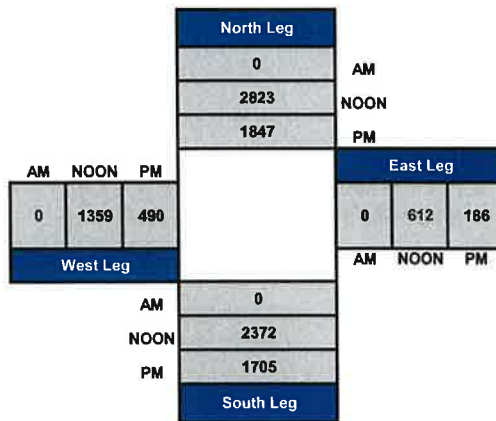 North Leg
0 AM
2823 NOON
1847 PM
AM NOON PM
East Leg
0 1359 490
0 612 186
West Leg
AM NOON PM
AM 0
NOON 2372
PM 1705
South Leg